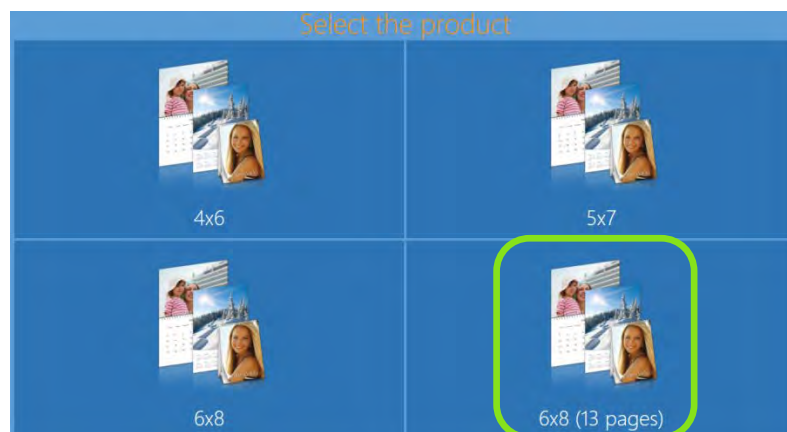 Select the product
4x6
5x7
6x8
6x8 (13 pages)